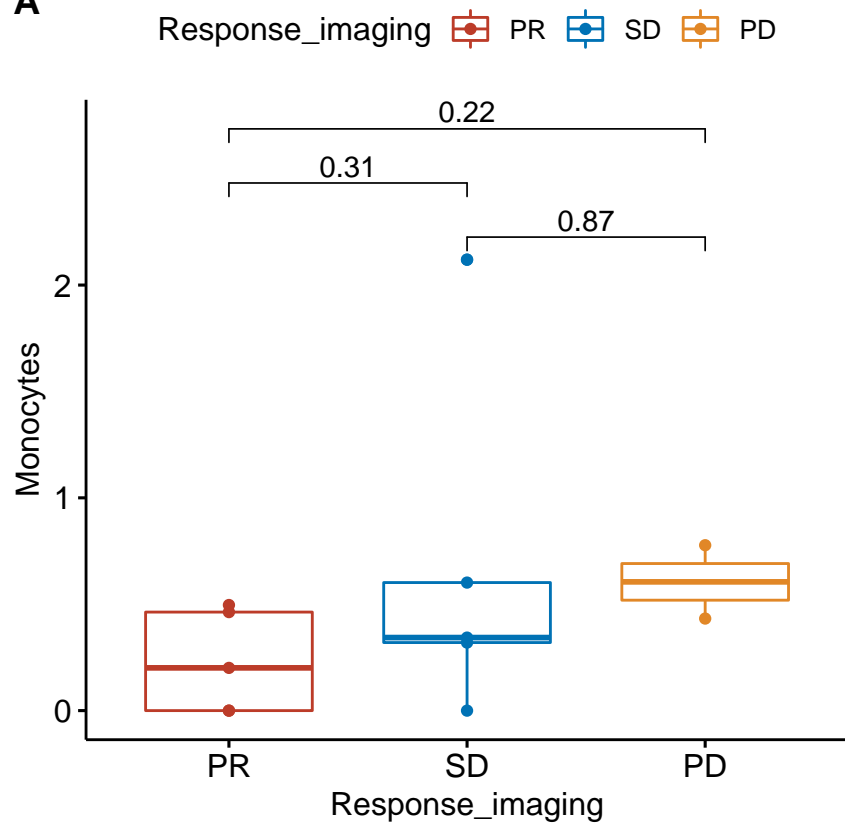 A
Response_imaging PR SD PD
0.22
0.31
0.87
2
1
0
Monocytes
PR SD PD
Response_imaging